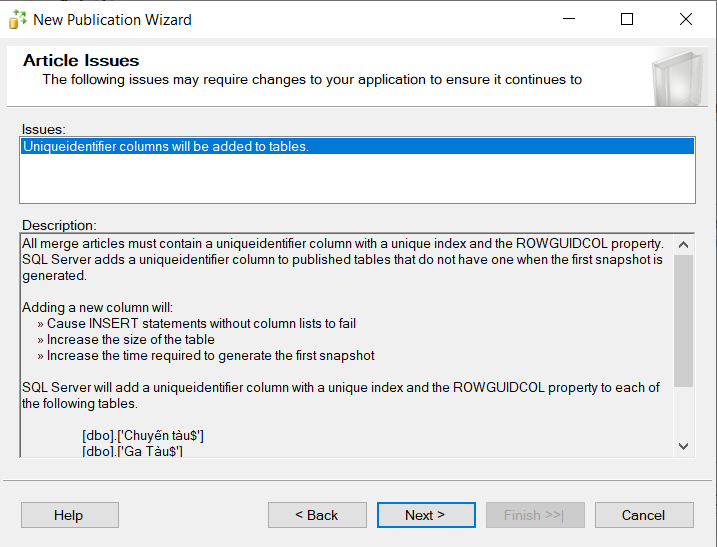 New Publication Wizard
Article Issues
The following issues may require changes to your application to ensure it continues to
Issues:
Uniqueidentifier columns will be added to tables.
Description:
All merge articles must contain a uniqueidentifier column with a unique index and the ROWGUIDCOL property.
SQL Server adds a uniqueidentifier column to published tables that do not have one when the first snapshot is
generated.
Adding a new column will:
» Cause INSERT statements without column lists to fail
» Increase the size of the table
» Increase the time required to generate the first snapshot
SQL Server will add a uniqueidentifier column with a unique index and the ROWGUIDCOL property to each of
the following tables.
[dbo].['Chuyến tàu$']
[dbo].['Ga Tàu$']
Help
< Back
Next >
Finish >>|
Cancel